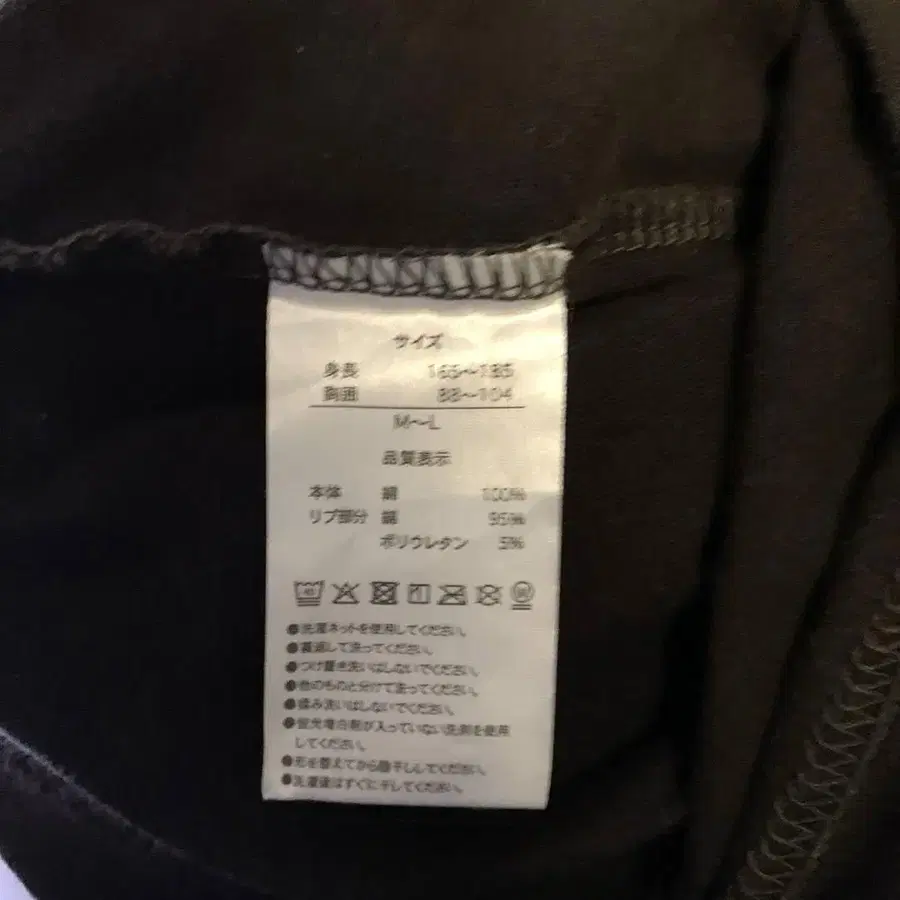 サイズ
身長 165〜185
胸囲 88〜104
M〜L
品質表示
本体 綿 100%
リブ部分 綿 95%
ポリウレタン 5%
●洗濯ネットを使用してください。
●裏返して洗ってください。
●つけ置き洗いはしないでください。
●他のものと分けて洗ってください。
●揉み洗いはしないでください。
●蛍光増白剤が入っていない洗剤を使用
してください。
●形を整えてから陰干ししてください。
●洗濯後はすぐに干してください。